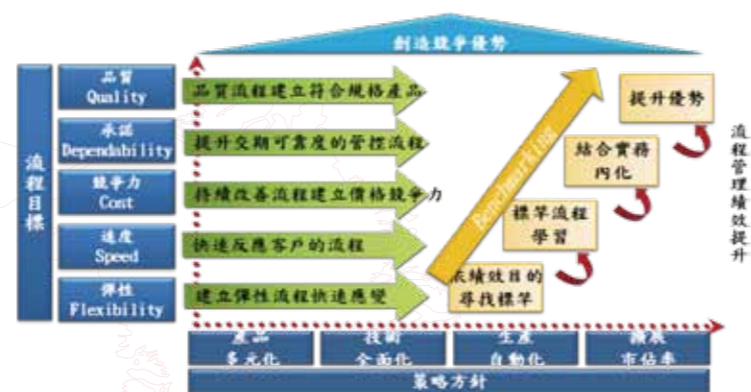 創造競爭優勢
流程目標
品質
Quality
品質流程建立符合規格產品
承諾
Dependability
提升交期可靠度的管控流程
競爭力
Cost
持續改善流程建立價格競爭力
速度
Speed
快速反應客戶的流程
彈性
Flexibility
建立彈性流程快速應變
Benchmarking
提升優勢
結合實務
內化
標竿流程
學習
依績效目的
尋找標竿
流程管理績效提升
產品
多元化
技術
全面化
生產
自動化
擴展
市佔率
策略方針